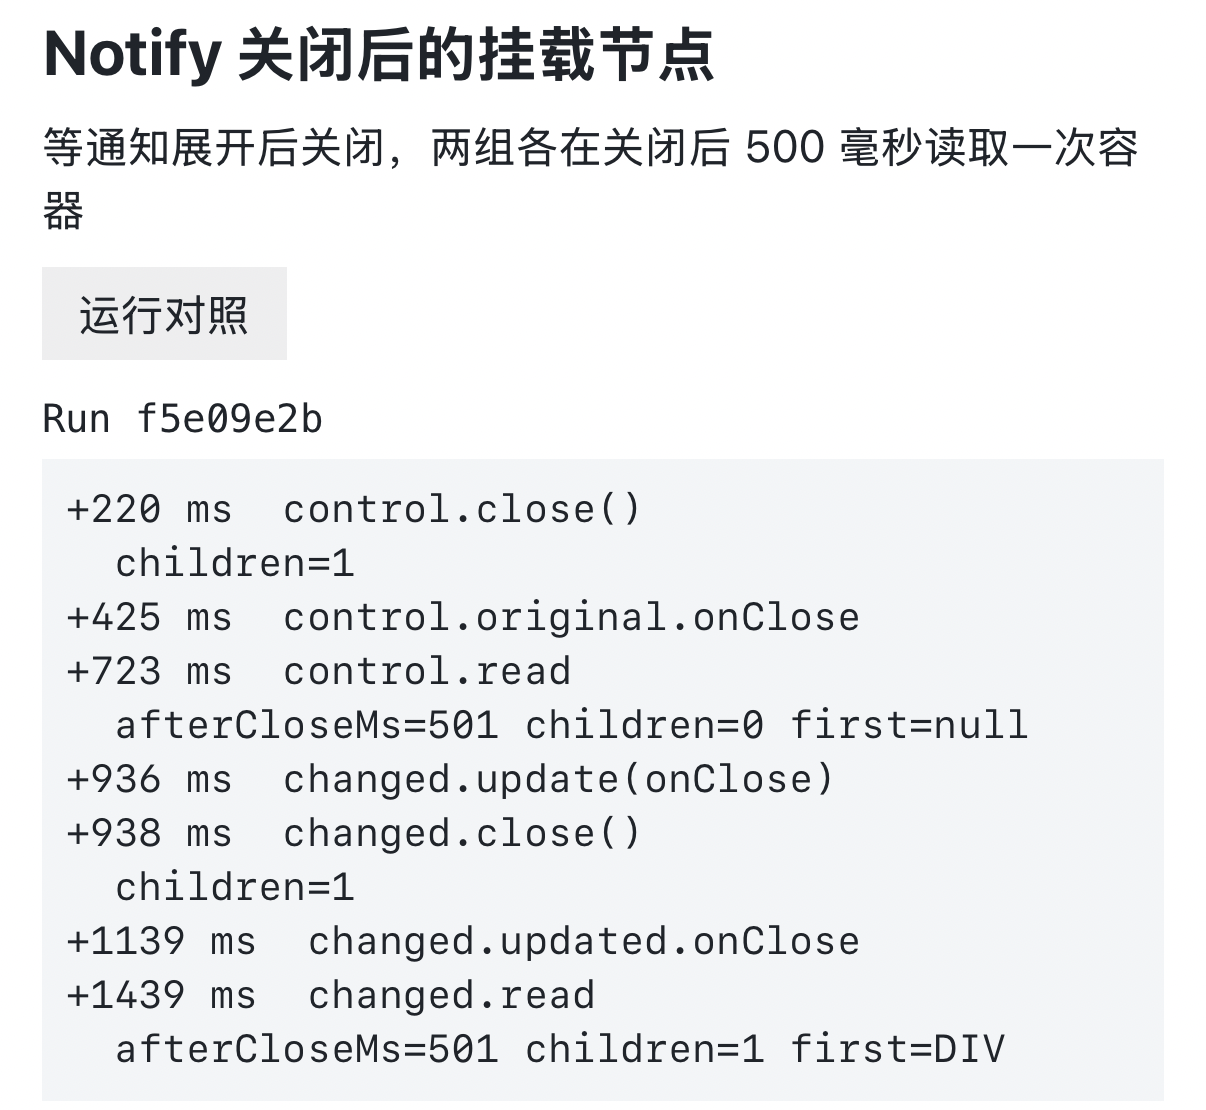 Notify 关闭后的挂载节点
等通知展开后关闭，两组各在关闭后 500 毫秒读取一次容
器
运行对照
Run f5e09e2b
+220 ms  control.close()
  children=1
+425 ms  control.original.onClose
+723 ms  control.read
  afterCloseMs=501 children=0 first=null
+936 ms  changed.update(onClose)
+938 ms  changed.close()
  children=1
+1139 ms  changed.updated.onClose
+1439 ms  changed.read
  afterCloseMs=501 children=1 first=DIV